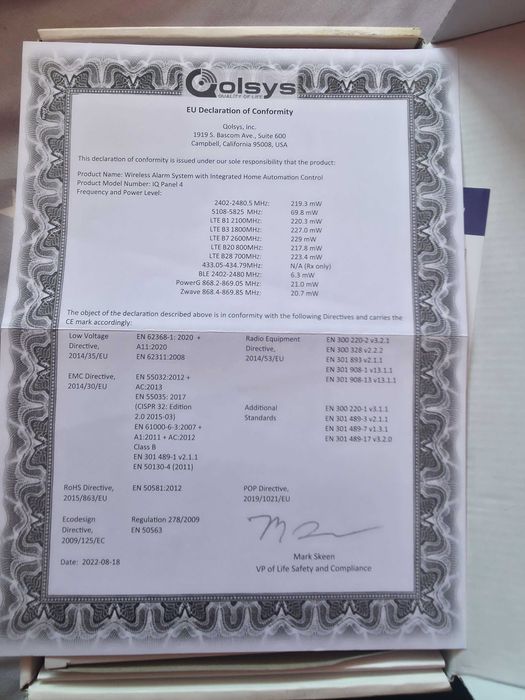 Qolsys
QUALITY OF LIFE
EU Declaration of Conformity
Qolsys, Inc.
1919 S. Bascom Ave., Suite 600
Campbell, California 95008, USA
This declaration of conformity is issued under our sole responsibility that the product:
Product Name: Wireless Alarm System with Integrated Home Automation Control
Product Model Number: IQ Panel 4
Frequency and Power Level:
2402-2480.5 MHz: 219.3 mW
5108-5825 MHz: 69.8 mW
LTE B1 2100MHz: 220.3 mW
LTE B3 1800MHz: 227.0 mW
LTE B7 2600MHz: 229 mW
LTE B20 800MHz: 217.8 mW
LTE B28 700MHz: 223.4 mW
433.05-434.79MHz: N/A (Rx only)
BLE 2402-2480 MHz: 6.3 mW
PowerG 868.2-869.05 MHz: 21.0 mW
Zwave 868.4-869.85 MHz: 20.7 mW
The object of the declaration described above is in conformity with the following Directives and carries the
CE mark accordingly:
Low Voltage
Directive,
2014/35/EU
EN 62368-1: 2020 +
A11:2020
EN 62311:2008
Radio Equipment
Directive,
2014/53/EU
EN 300 220-2 v3.2.1
EN 300 328 v2.2.2
EN 301 893 v2.1.1
EN 301 908-1 v13.1.1
EN 301 908-13 v13.1.1
EMC Directive,
2014/30/EU
EN 55032:2012 +
AC:2013
EN 55035: 2017
(CISPR 32: Edition
2.0 2015-03)
EN 61000-6-3:2007 +
A1:2011 + AC:2012
Class B
EN 301 489-1 v2.1.1
EN 50130-4 (2011)
Additional
Standards
EN 300 220-1 v3.1.1
EN 301 489-3 v2.1.1
EN 301 489-7 v1.3.1
EN 301 489-17 v3.2.0
RoHS Directive,
2015/863/EU
EN 50581:2012
POP Directive,
2019/1021/EU
Ecodesign
Directive,
2009/125/EC
Regulation 278/2009
EN 50563
Mark Skeen
VP of Life Safety and Compliance
Date: 2022-08-18